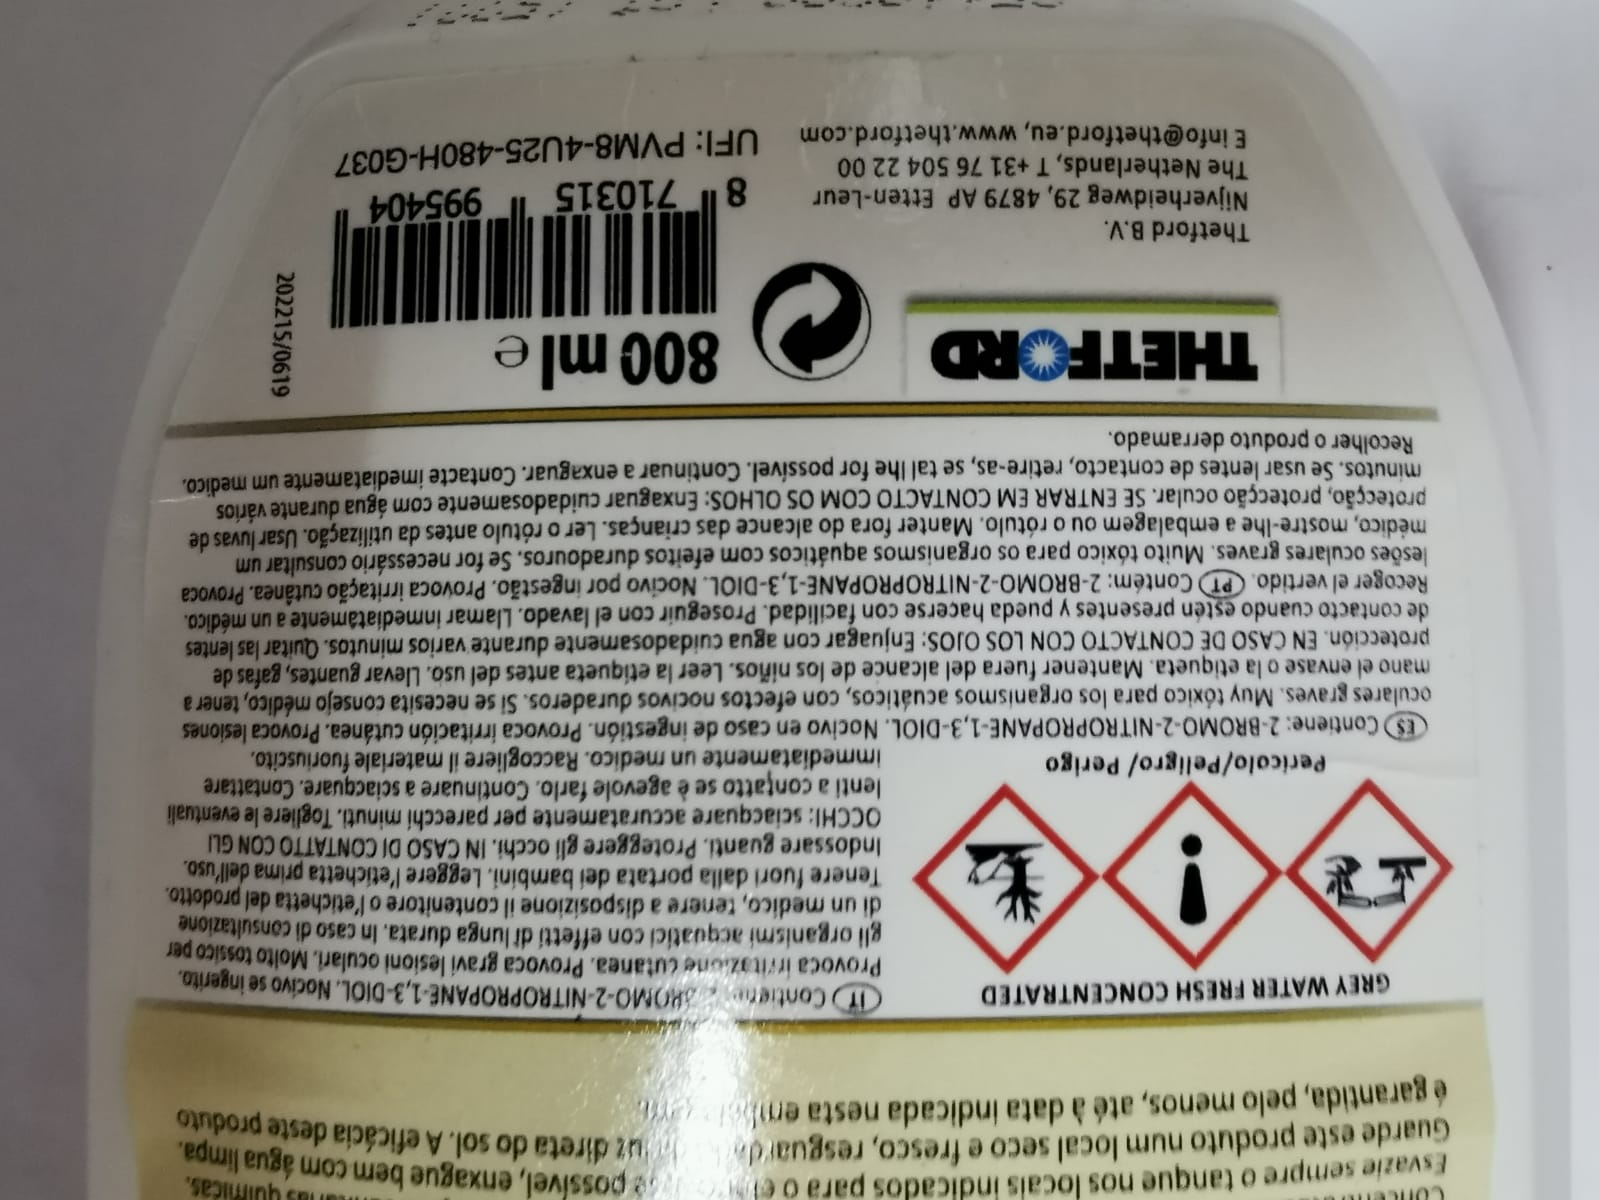 Esvazie sempre o tanque nos locais indicados para o possível, enxague bem com água limpa.
Guarde este produto num local seco e fresco, luz direta do sol. A eficácia deste produto
é garantida, pelo menos, até à data indicada nesta
GREY WATER FRESH CONCENTRATED
Pericolo/Peligro/ Perigo
IT Contiene: 2-BROMO-2-NITROPROPANE-1,3-DIOL. Nocivo se ingerito.
Provoca irritazione cutanea. Provoca gravi lesioni oculari. Molto tossico per
gli organismi acquatici con effetti di lunga durata. In caso di consultazione
di un medico, tenere a disposizione il contenitore o l'etichetta del prodotto.
Tenere fuori dalla portata dei bambini. Leggere l'etichetta prima dell'uso.
Indossare guanti. Proteggere gli occhi. IN CASO DI CONTATTO CON GLI
OCCHI: sciacquare accuratamente per parecchi minuti. Togliere le eventuali
lenti a contatto se è agevole farlo. Continuare a sciacquare. Contattare
immediatamente un medico. Raccogliere il materiale fuoriuscito.
ES Contiene: 2-BROMO-2-NITROPROPANE-1,3-DIOL. Nocivo en caso de ingestión. Provoca irritación cutánea. Provoca lesiones
oculares graves. Muy tóxico para los organismos acuáticos, con efectos nocivos duraderos. Si se necesita consejo médico, tener a
mano el envase o la etiqueta. Mantener fuera del alcance de los niños. Leer la etiqueta antes del uso. Llevar guantes, gafas de
protección. EN CASO DE CONTACTO CON LOS OJOS: Enjuagar con agua cuidadosamente durante varios minutos. Quitar las lentes
de contacto cuando estén presentes y pueda hacerse con facilidad. Proseguir con el lavado. Llamar inmediatamente a un médico.
Recoger el vertido. PT Contém: 2-BROMO-2-NITROPROPANE-1,3-DIOL. Nocivo por ingestão. Provoca irritação cutânea. Provoca
lesões oculares graves. Muito tóxico para os organismos aquáticos com efeitos duradouros. Se for necessário consultar um
médico, mostre-lhe a embalagem ou o rótulo. Manter fora do alcance das crianças. Ler o rótulo antes da utilização. Usar luvas de
protecção, protecção ocular. SE ENTRAR EM CONTACTO COM OS OLHOS: Enxaguar cuidadosamente com água durante vários
minutos. Se usar lentes de contacto, retire-as, se tal lhe for possível. Continuar a enxaguar. Contacte imediatamente um medico.
Recolher o produto derramado.
THETFORD
800 ml e
202215/0619
Thetford B.V.
Nijverheidweg 29, 4879 AP Etten-Leur
The Netherlands, T +31 76 504 22 00
E info@thetford.eu, www.thetford.com
8 710315 995404
UFI: PVM8-4U25-480H-G037